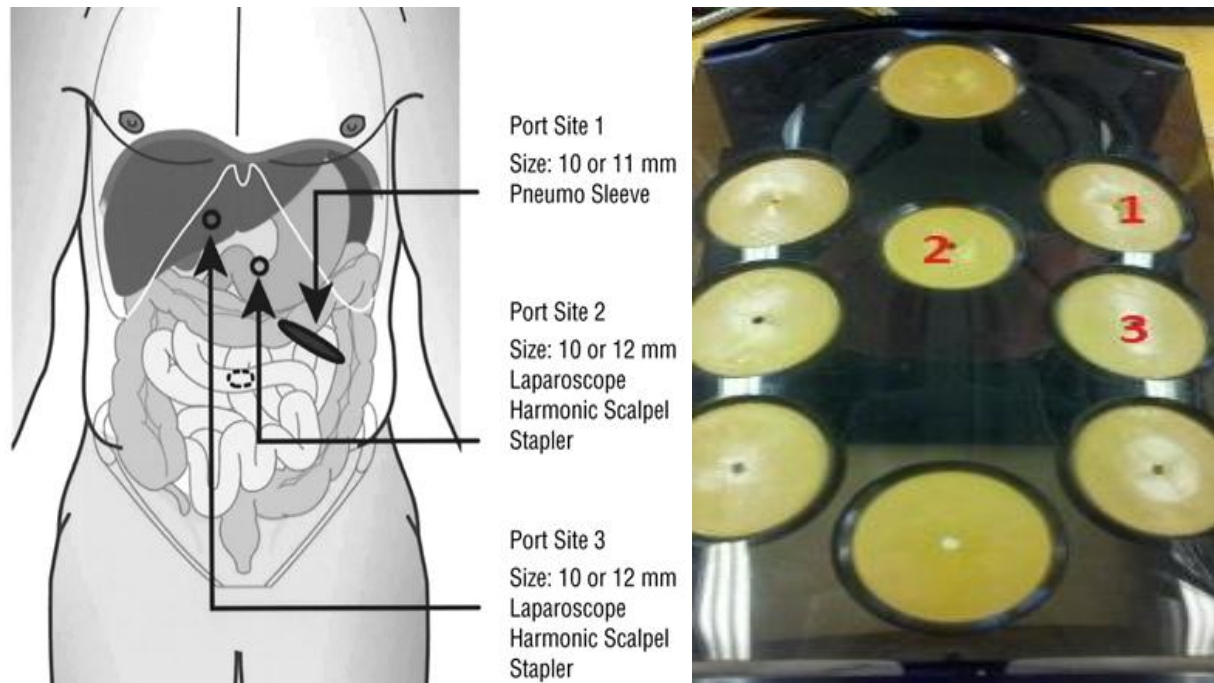 Port Site 1
Size: 10 or 11 mm
Pneumo Sleeve
Port Site 2
Size: 10 or 12 mm
Laparoscope
Harmonic Scalpel
Stapler
Port Site 3
Size: 10 or 12 mm
Laparoscope
Harmonic Scalpel
Stapler
1
2
3